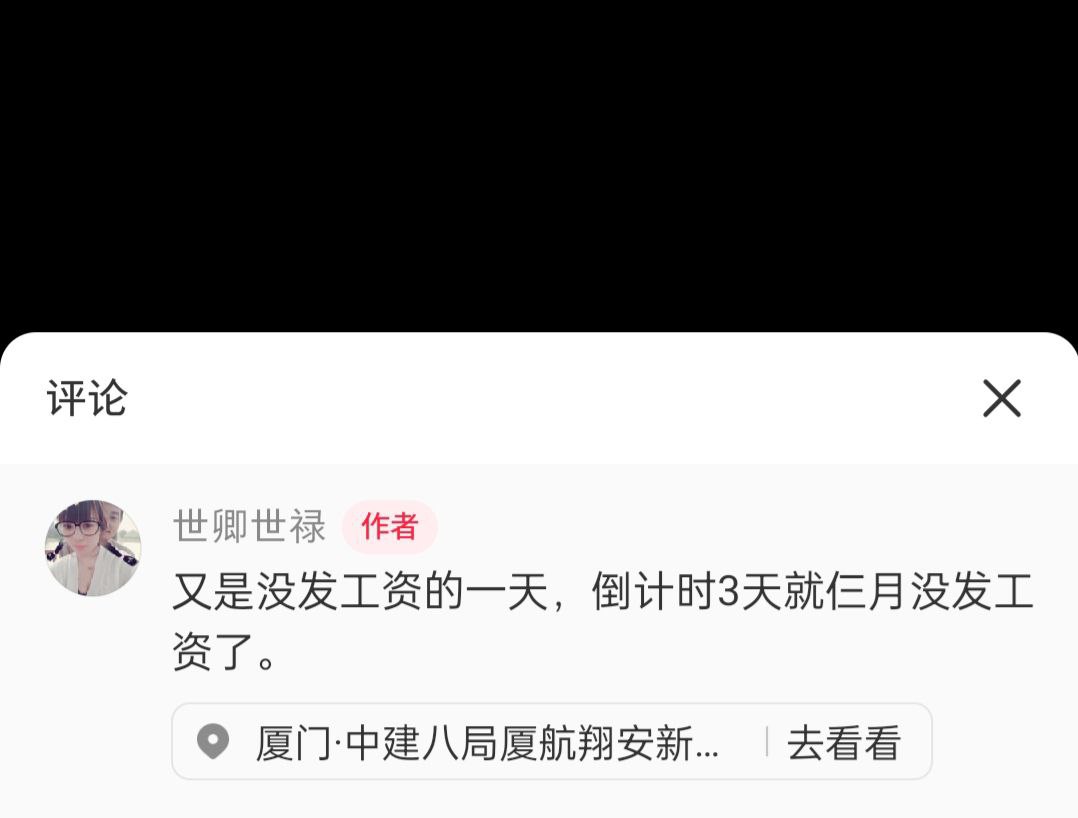 评论
世卿世禄 作者
又是没发工资的一天，倒计时3天就仨月没发工
资了。
厦门·中建八局厦航翔安新... 去看看